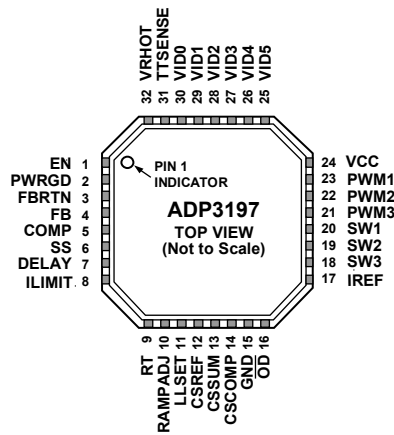 32 VRHOT
31 TTSENSE
30 VID0
29 VID1
28 VID2
27 VID3
26 VID4
25 VID5
EN 1
PWRGD 2
FBRTN 3
FB 4
COMP 5
SS 6
DELAY 7
ILIMIT 8
PIN 1
INDICATOR
ADP3197
TOP VIEW
(Not to Scale)
24 VCC
23 PWM1
22 PWM2
21 PWM3
20 SW1
19 SW2
18 SW3
17 IREF
RT 9
RAMPADJ 10
LLSET 11
CSREF 12
CSSUM 13
CSCOMP 14
GND 15
OD 16